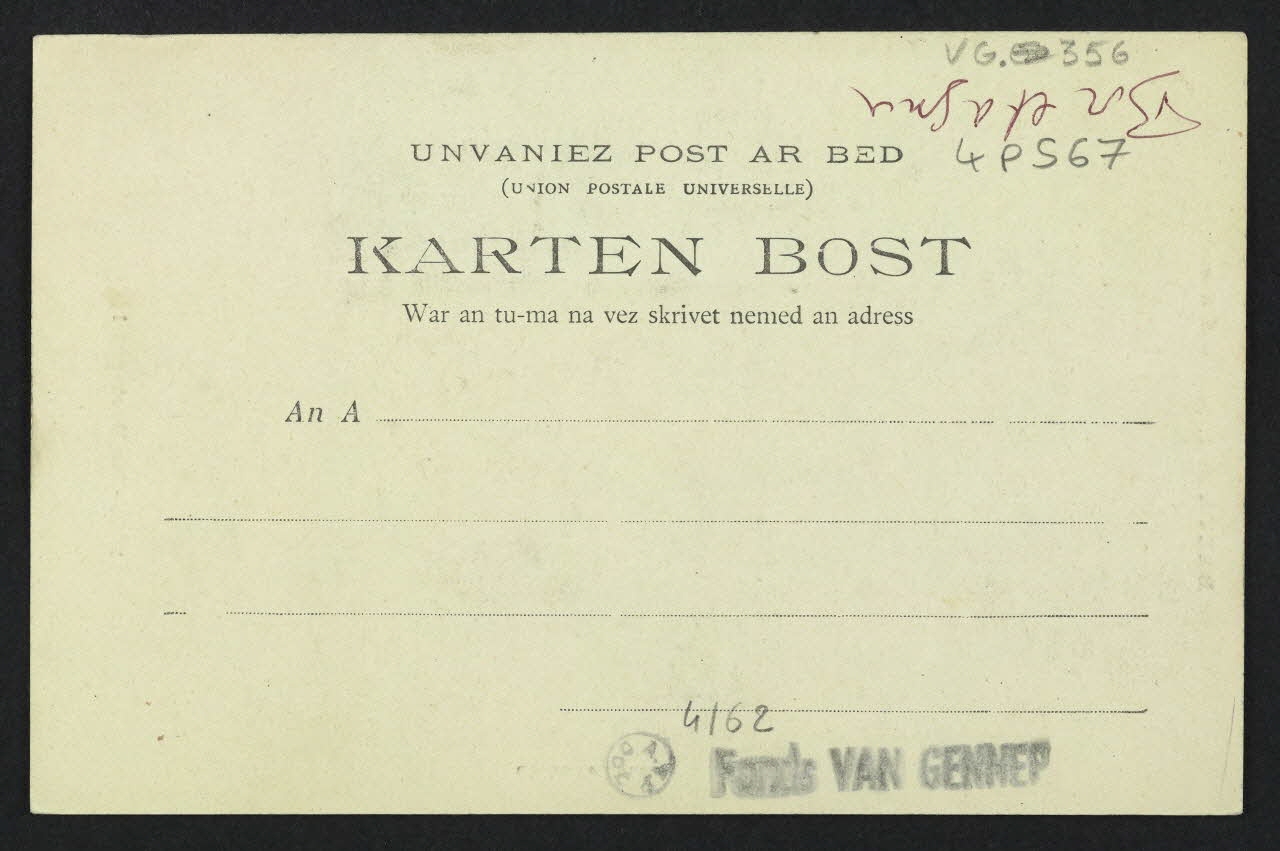 VG. 356
Bretagne
UNVANIEZ POST AR BED
4PS67
(UNION POSTALE UNIVERSELLE)
KARTEN BOST
War an tu-ma na vez skrivet nemed an adress
An A
4162
Fonds VAN GENNEP